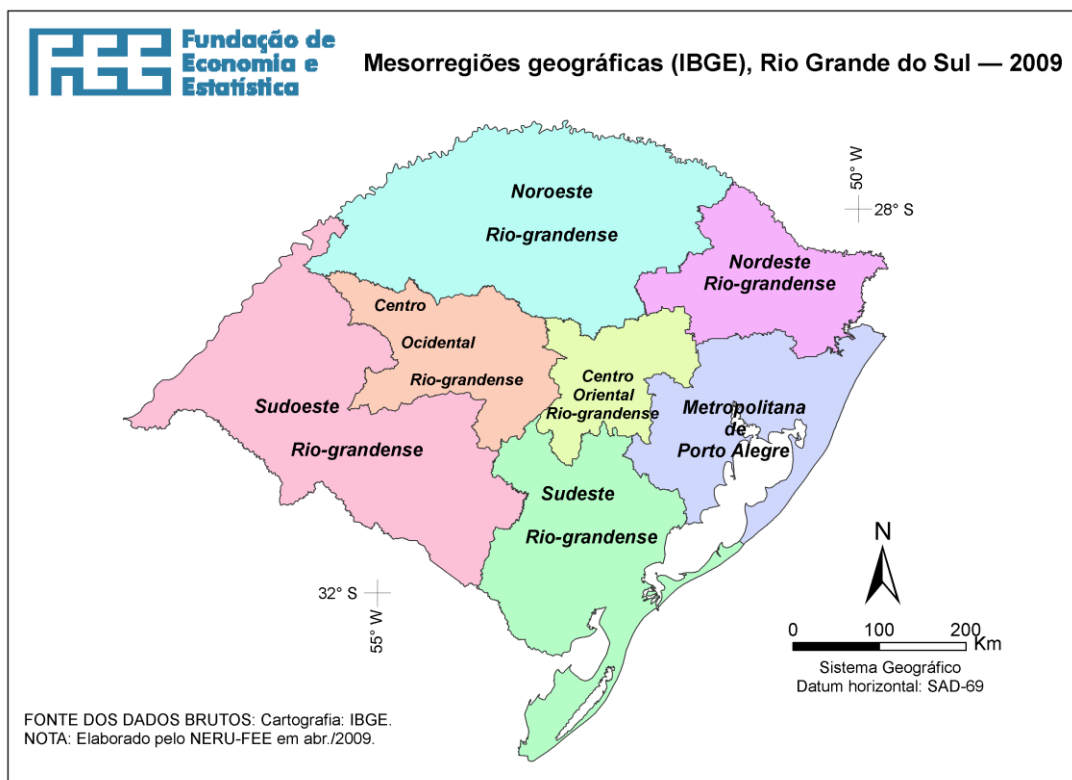 FEE
Fundação de
Economia e
Estatística
Mesorregiões geográficas (IBGE), Rio Grande do Sul — 2009
50° W
28° S
Noroeste
Rio-grandense
Nordeste
Rio-grandense
Centro
Ocidental
Rio-grandense
Centro
Oriental
Rio-grandense
Metropolitana
de
Porto Alegre
Sudoeste
Rio-grandense
Sudeste
Rio-grandense
32° S
55° W
N
0 100 200
Km
Sistema Geográfico
Datum horizontal: SAD-69
FONTE DOS DADOS BRUTOS: Cartografia: IBGE.
NOTA: Elaborado pelo NERU-FEE em abr./2009.